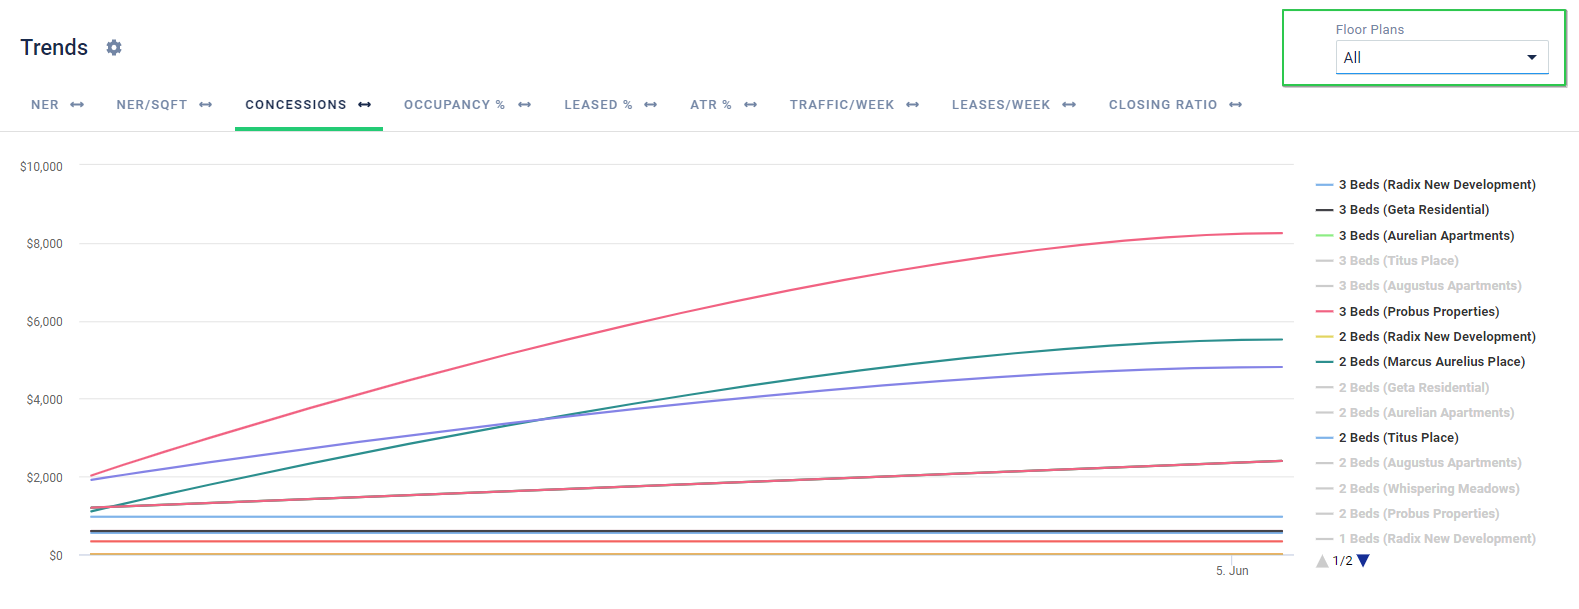 Floor Plans
Trends
All
NER NER/SQFT CONCESSIONS OCCUPANCY % LEASED % ATR % TRAFFIC/WEEK LEASES/WEEK CLOSING RATIO
$10,000
$8,000
$6,000
$4,000
$2,000
$0
5. Jun
3 Beds (Radix New Development)
3 Beds (Geta Residential)
3 Beds (Aurelian Apartments)
3 Beds (Titus Place)
3 Beds (Augustus Apartments)
3 Beds (Probus Properties)
2 Beds (Radix New Development)
2 Beds (Marcus Aurelius Place)
2 Beds (Geta Residential)
2 Beds (Aurelian Apartments)
2 Beds (Titus Place)
2 Beds (Augustus Apartments)
2 Beds (Whispering Meadows)
2 Beds (Probus Properties)
1 Beds (Radix New Development)
1/2